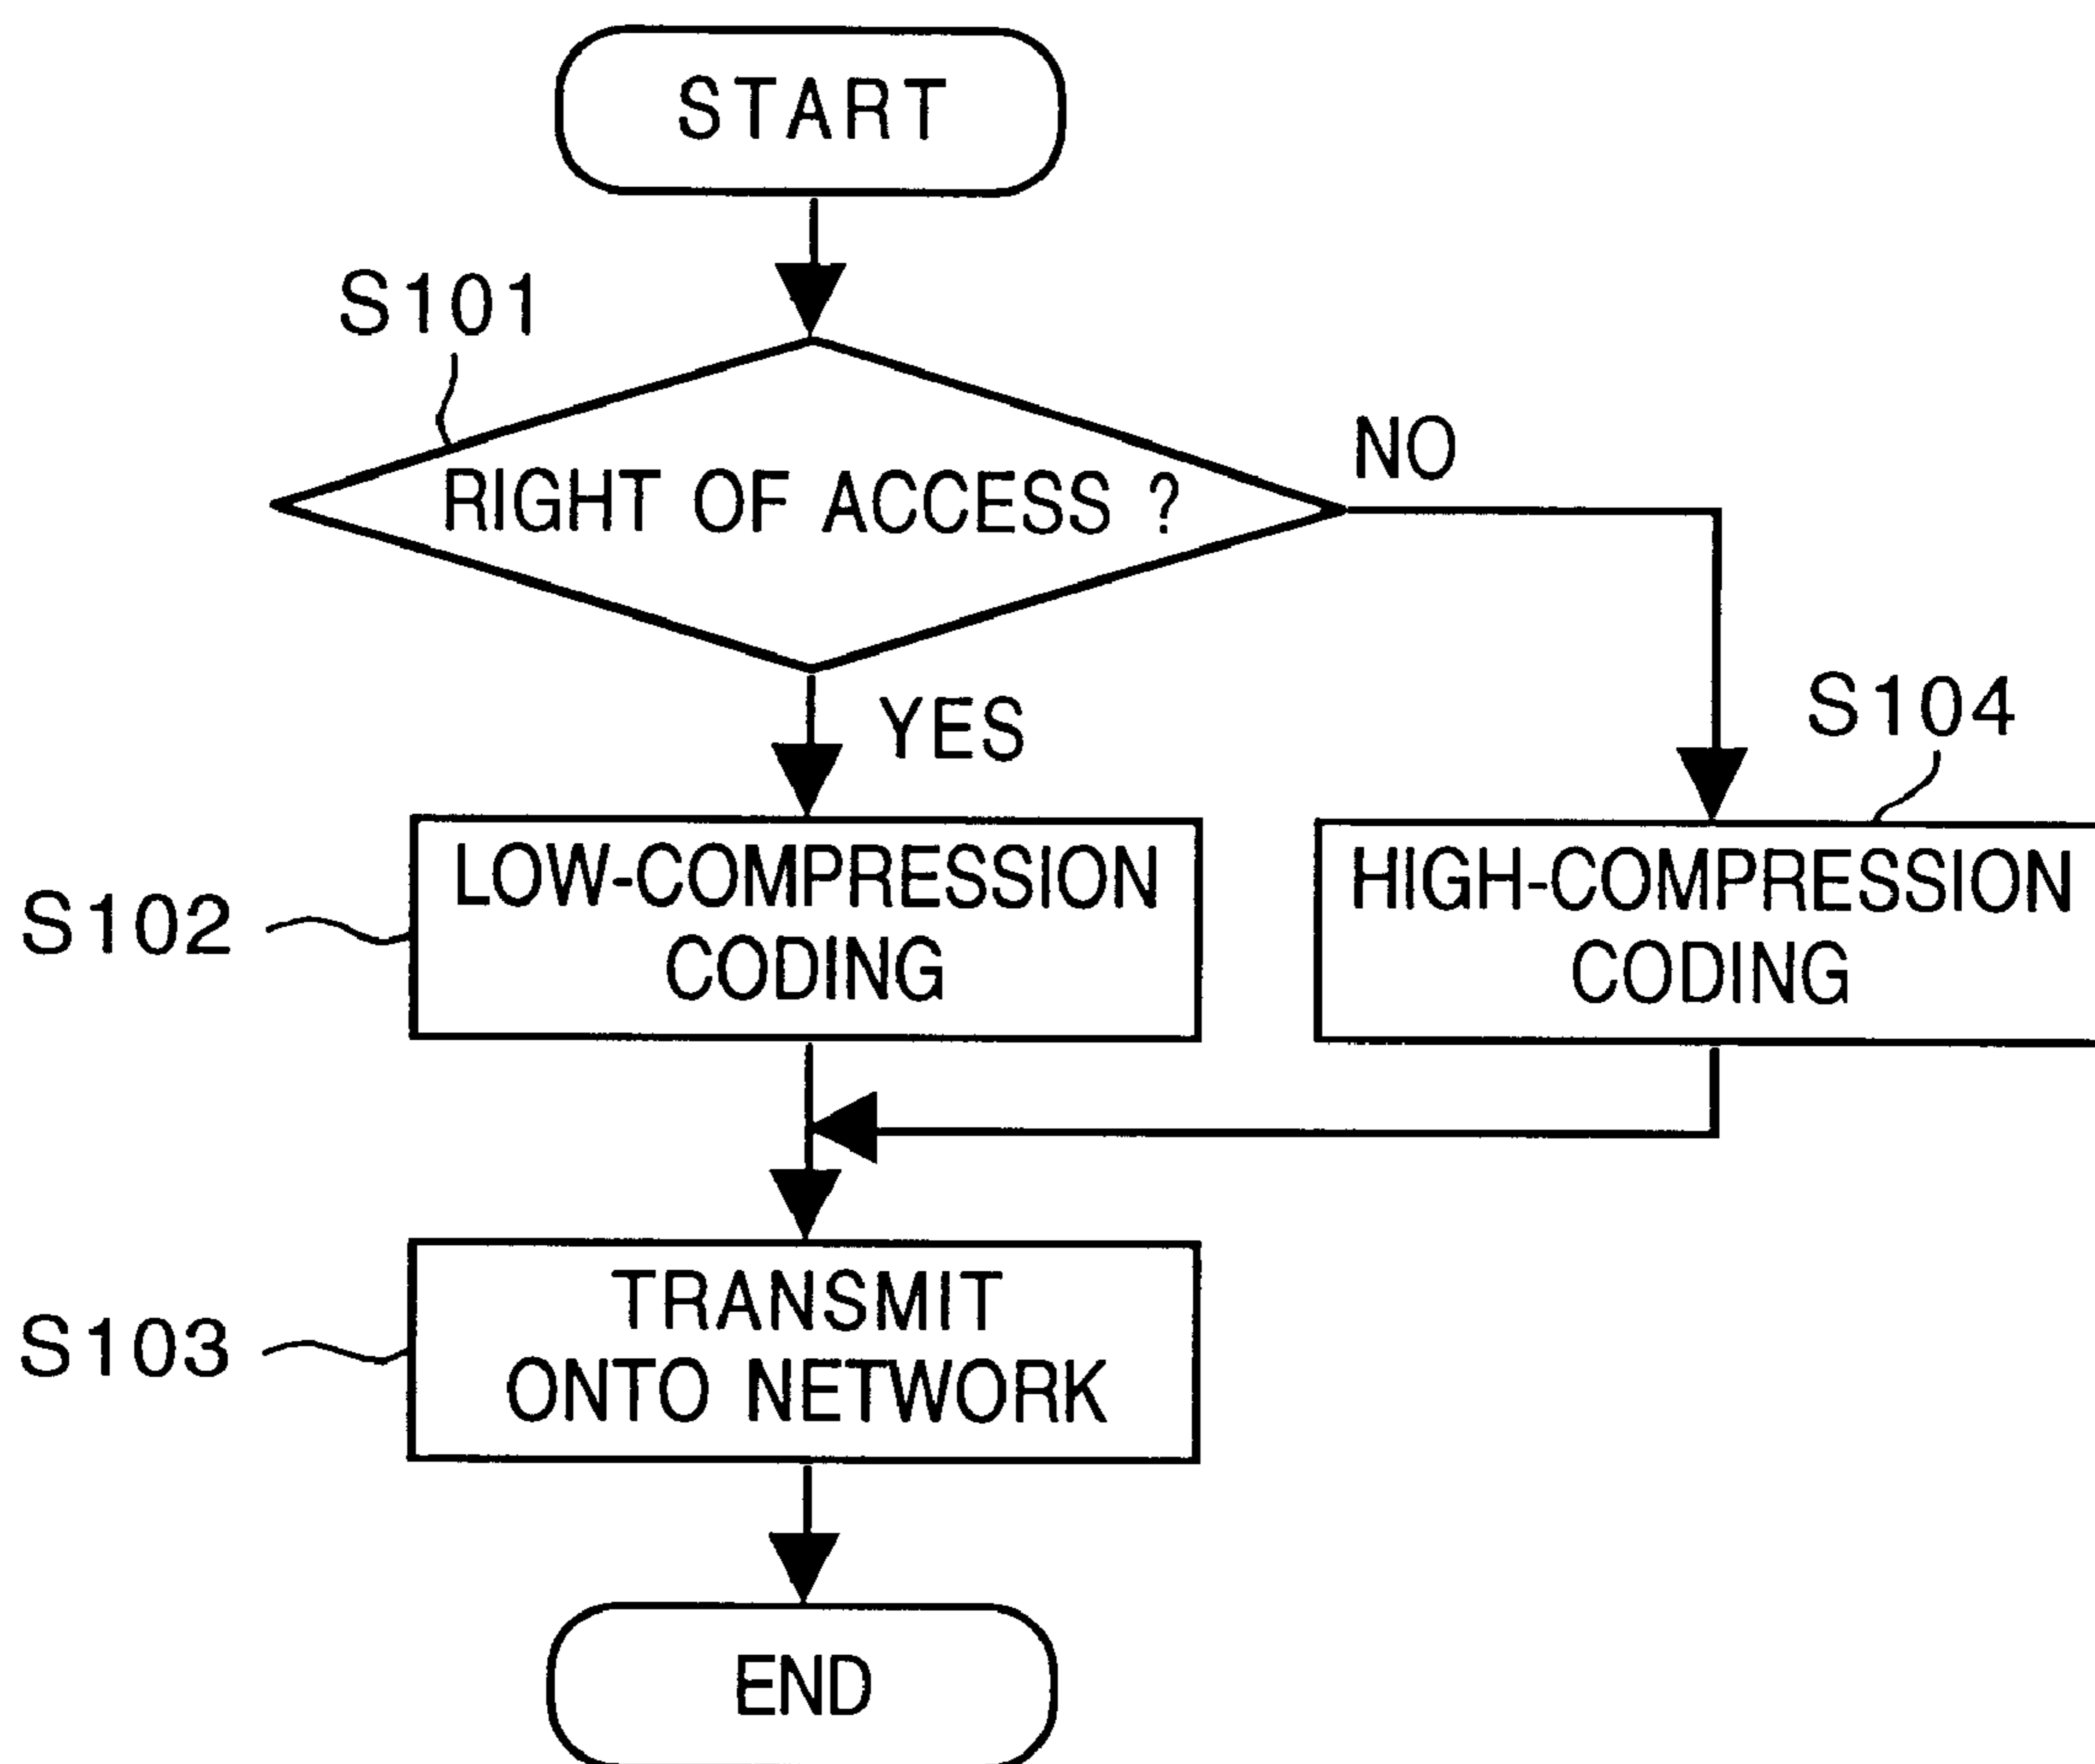 START
S101
RIGHT OF ACCESS ?
NO
YES
S104
LOW-COMPRESSION
CODING
HIGH-COMPRESSION
CODING
S102
TRANSMIT
ONTO NETWORK
S103
END